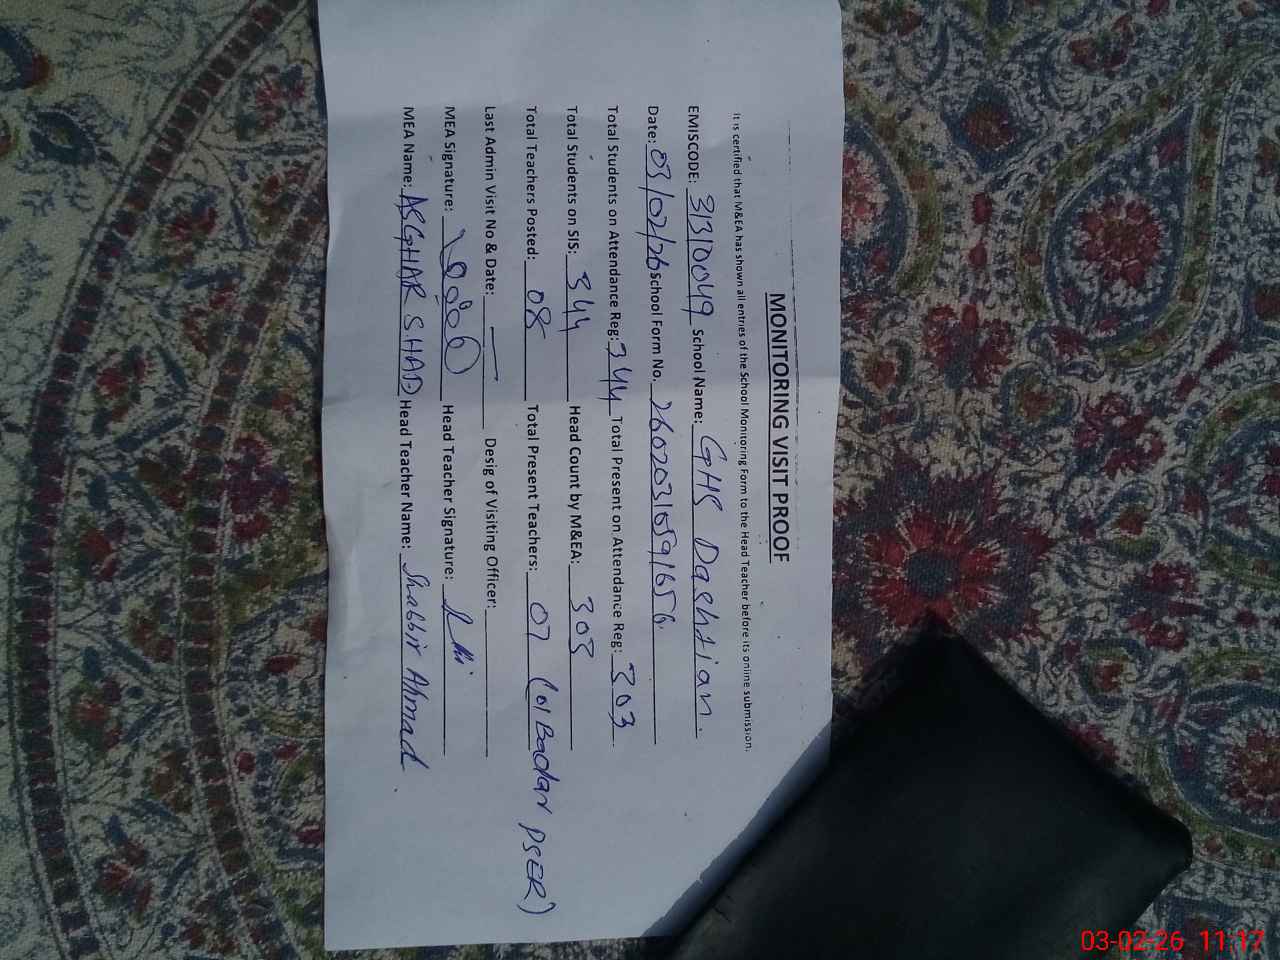 MONITORING VISIT PROOF
It is certified that M&EA has shown all entries of the School Monitoring Form to the Head Teacher before its online submission.
EMISCODE: 31310049 School Name: GHS Dashtian.
Date: 03/02/26 School Form No. 26020310591656
Total Students on Attendance Reg: 344 Total Present on Attendance Reg: 303
Total Students on SIS: 344 Head Count by M&EA: 303
Total Teachers Posted: 08 Total Present Teachers: 07 (01 Badar PSER)
Last Admin Visit No & Date: Desig of Visiting Officer:
MEA Signature: Head Teacher Signature:
MEA Name: ASGHAR SHAD Head Teacher Name: Shabbir Ahmad
03-02-26 11:17